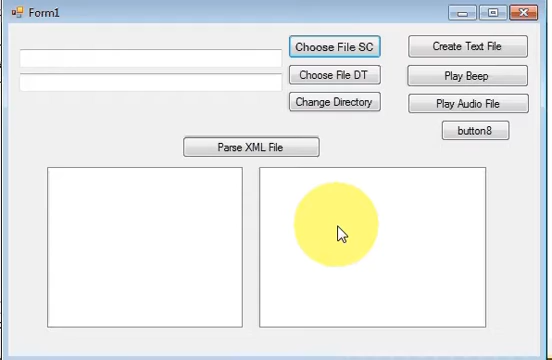 Form1
Choose File SC
Create Text File
Choose File DT
Play Beep
Change Directory
Play Audio File
button8
Parse XML File